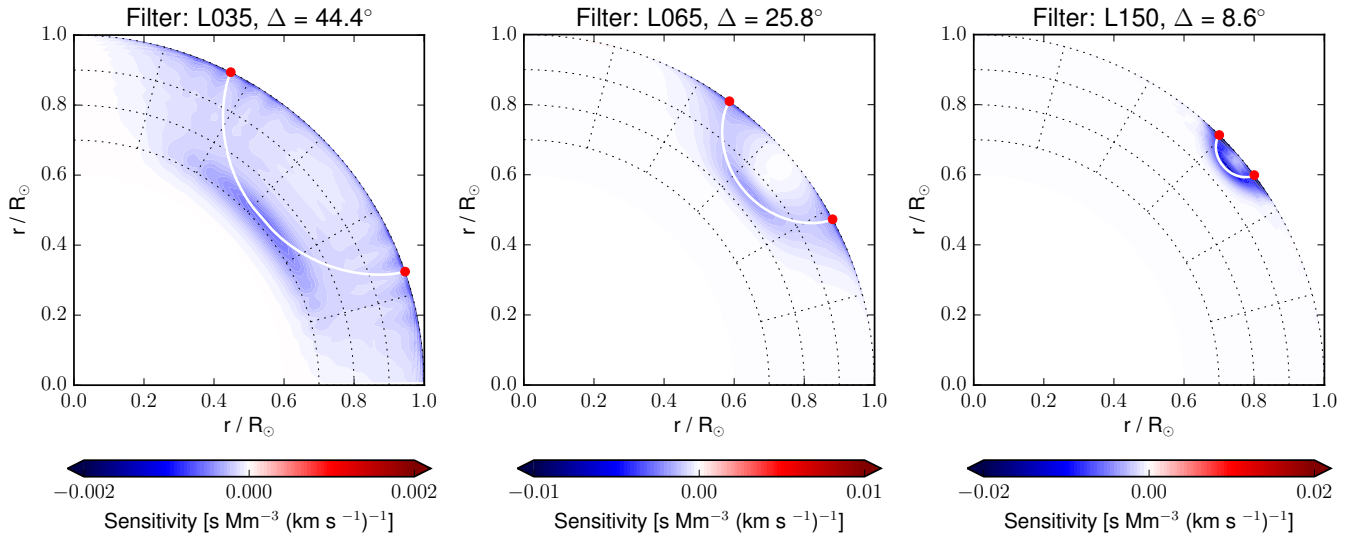 Filter: L035, Δ = 44.4°
Filter: L065, Δ = 25.8°
Filter: L150, Δ = 8.6°
1.0
0.8
0.6
0.4
0.2
0.0
r / R☉
0.0 0.2 0.4 0.6 0.8 1.0
r / R☉
1.0
0.8
0.6
0.4
0.2
0.0
r / R☉
0.0 0.2 0.4 0.6 0.8 1.0
r / R☉
1.0
0.8
0.6
0.4
0.2
0.0
r / R☉
0.0 0.2 0.4 0.6 0.8 1.0
r / R☉
−0.002 0.000 0.002
Sensitivity [s Mm⁻³ (km s ⁻¹)⁻¹]
−0.01 0.00 0.01
Sensitivity [s Mm⁻³ (km s ⁻¹)⁻¹]
−0.02 0.00 0.02
Sensitivity [s Mm⁻³ (km s ⁻¹)⁻¹]